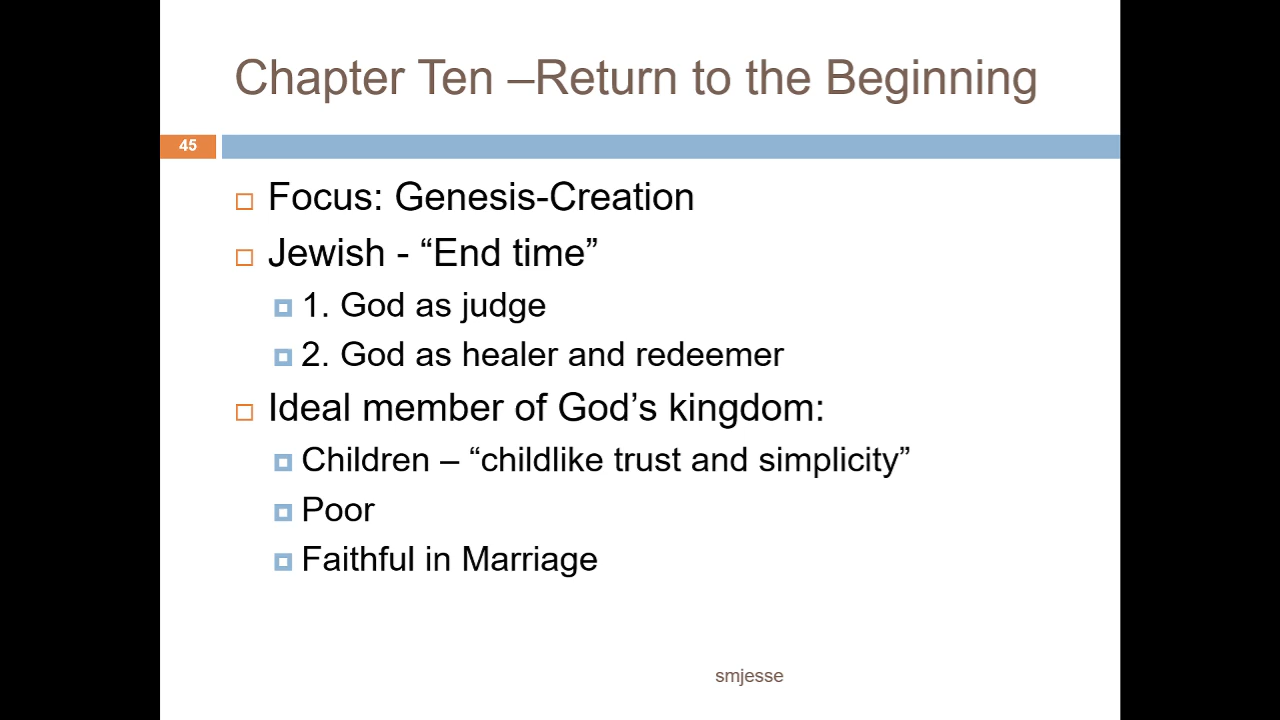 Chapter Ten –Return to the Beginning
45
Focus: Genesis-Creation
Jewish - “End time”
1. God as judge
2. God as healer and redeemer
Ideal member of God’s kingdom:
Children – “childlike trust and simplicity”
Poor
Faithful in Marriage
smjesse